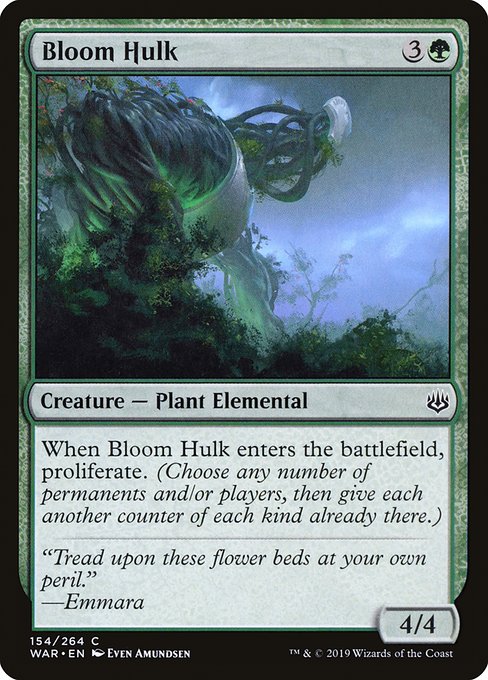 Bloom Hulk 3
Creature — Plant Elemental
When Bloom Hulk enters the battlefield,
proliferate. (Choose any number of
permanents and/or players, then give each
another counter of each kind already there.)
“Tread upon these flower beds at your own
peril.”
—Emmara
4/4
154/264 C
WAR • EN Even Amundsen ™ & © 2019 Wizards of the Coast